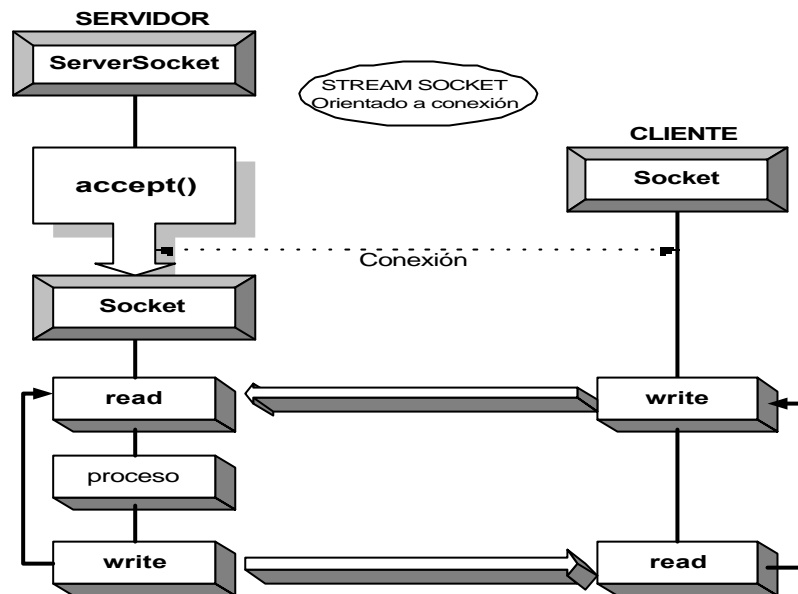 SERVIDOR
ServerSocket
STREAM SOCKET
Orientado a conexión
CLIENTE
accept()
Socket
Conexión
Socket
read
write
proceso
write
read